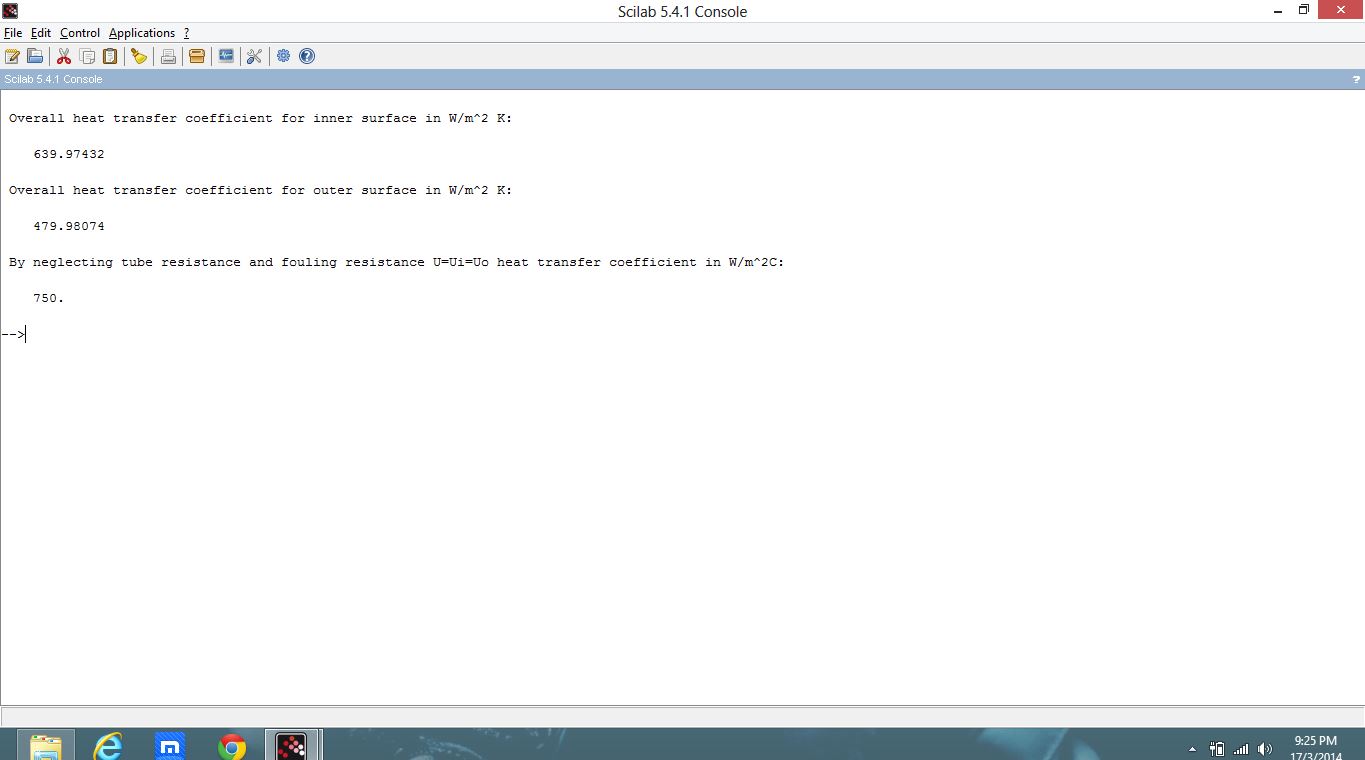 Scilab 5.4.1 Console
File Edit Control Applications ?
Scilab 5.4.1 Console ?
Overall heat transfer coefficient for inner surface in W/m^2 K:
639.97432
Overall heat transfer coefficient for outer surface in W/m^2 K:
479.98074
By neglecting tube resistance and fouling resistance U=Ui=Uo heat transfer coefficient in W/m^2C:
750.
-->
9:25 PM
17/3/2014